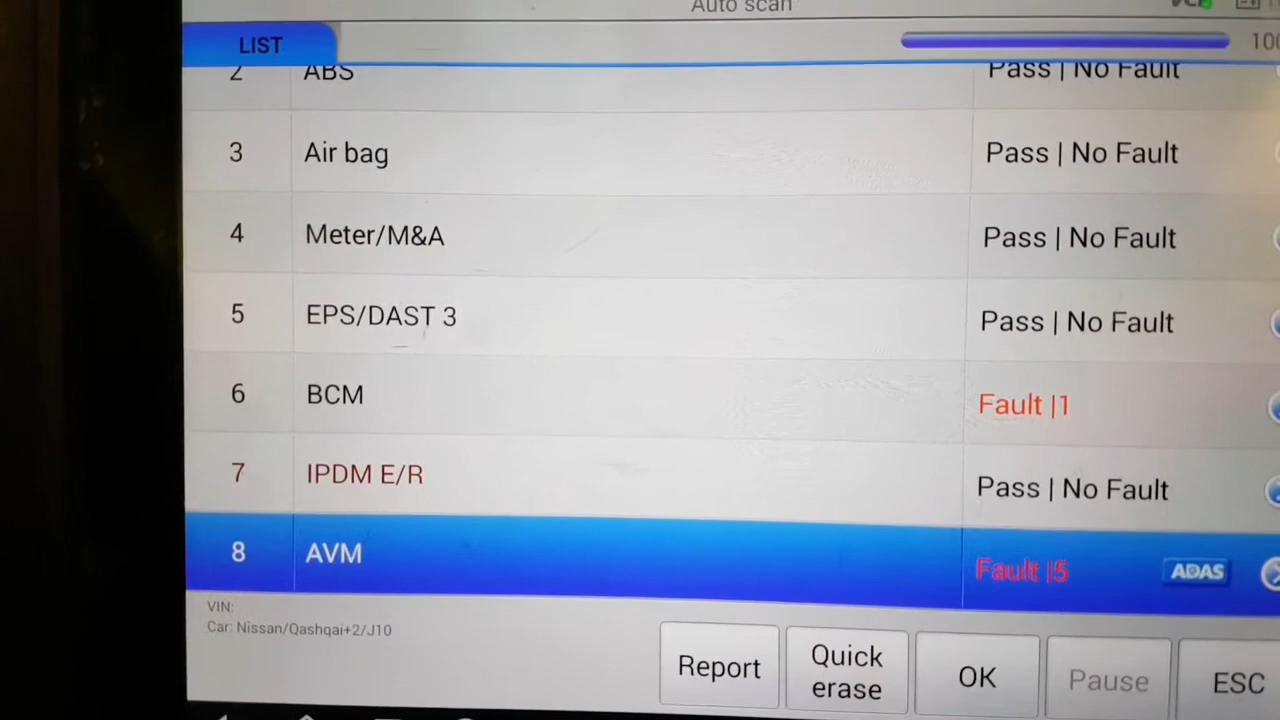 Auto scan
LIST
2 ABS Pass | No Fault
3 Air bag Pass | No Fault
4 Meter/M&A Pass | No Fault
5 EPS/DAST 3 Pass | No Fault
6 BCM Fault |1
7 IPDM E/R Pass | No Fault
8 AVM Fault |5 ADAS
VIN:
Car: Nissan/Qashqai+2/J10
Report Quick erase OK Pause ESC